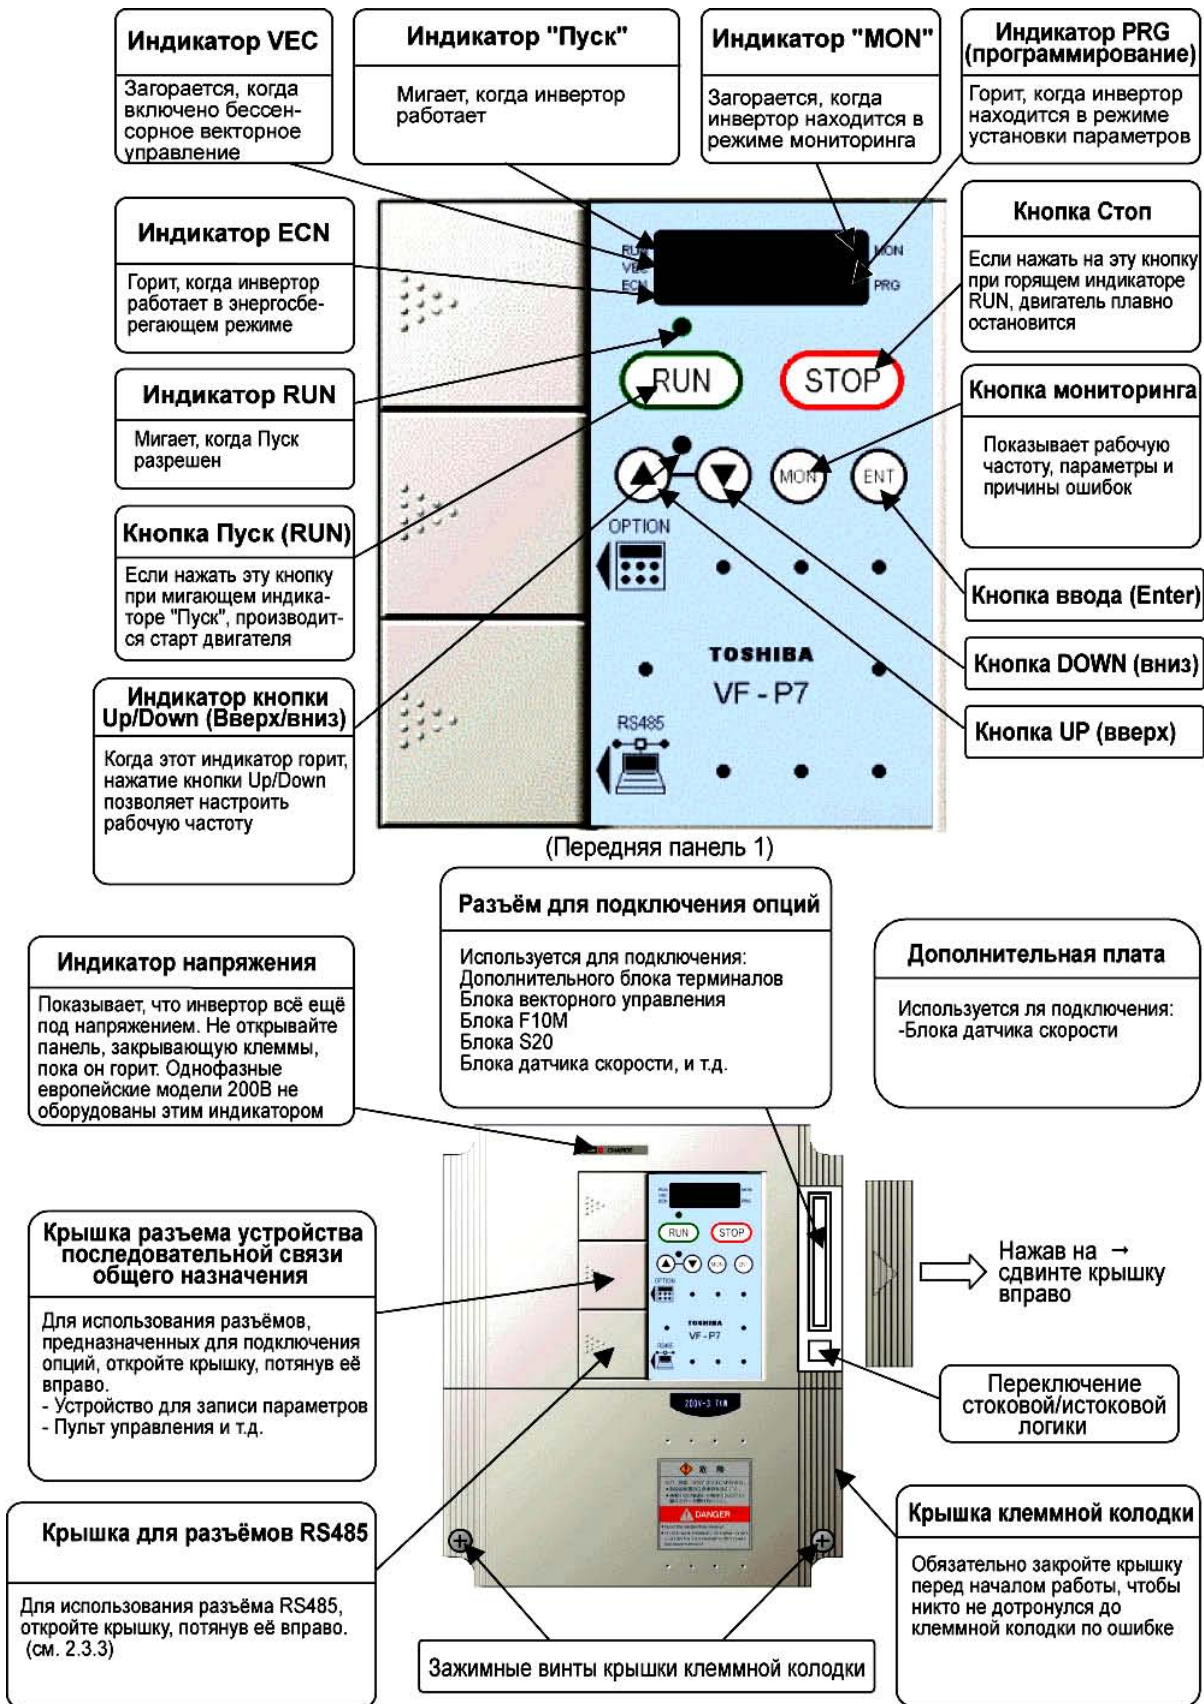 Индикатор VEC
Загорается, когда
включено бессен-
сорное векторное
управление
Индикатор "Пуск"
Мигает, когда инвертор
работает
Индикатор "MON"
Загорается, когда
инвертор находится в
режиме мониторинга
Индикатор PRG
(программирование)
Горит, когда инвертор
находится в режиме
установки параметров
Индикатор ECN
Горит, когда инвертор
работает в энергосбе-
регающем режиме
Индикатор RUN
Мигает, когда Пуск
разрешен
Кнопка Пуск (RUN)
Если нажать эту кнопку
при мигающем индика-
торе "Пуск", производит-
ся старт двигателя
Индикатор кнопки
Up/Down (Вверх/вниз)
Когда этот индикатор горит,
нажатие кнопки Up/Down
позволяет настроить
рабочую частоту
RUN
VEC
ECN
MON
PRG
RUN
STOP
MON
ENT
OPTION
TOSHIBA
VF - P7
RS485
Кнопка Стоп
Если нажать на эту кнопку
при горящем индикаторе
RUN, двигатель плавно
остановится
Кнопка мониторинга
Показывает рабочую
частоту, параметры и
причины ошибок
Кнопка ввода (Enter)
Кнопка DOWN (вниз)
Кнопка UP (вверх)
(Передняя панель 1)
Разъём для подключения опций
Используется для подключения:
Дополнительного блока терминалов
Блока векторного управления
Блока F10M
Блока S20
Блока датчика скорости, и т.д.
Дополнительная плата
Используется ля подключения:
-Блока датчика скорости
Индикатор напряжения
Показывает, что инвертор всё ещё
под напряжением. Не открывайте
панель, закрывающую клеммы,
пока он горит. Однофазные
европейские модели 200В не
оборудованы этим индикатором
Крышка разъема устройства
последовательной связи
общего назначения
Для использования разъёмов,
предназначенных для подключения
опций, откройте крышку, потянув её
вправо.
- Устройство для записи параметров
- Пульт управления и т.д.
Крышка для разъёмов RS485
Для использования разъёма RS485,
откройте крышку, потянув её вправо.
(см. 2.3.3)
CHARGE
RUN
STOP
OPTION
TOSHIBA
VF - P7
RS485
危 険
DANGER
Нажав на →
сдвинте крышку
вправо
Переключение
стоковой/истоковой
логики
Крышка клеммной колодки
Обязательно закройте крышку
перед началом работы, чтобы
никто не дотронулся до
клеммной колодки по ошибке
Зажимные винты крышки клеммной колодки